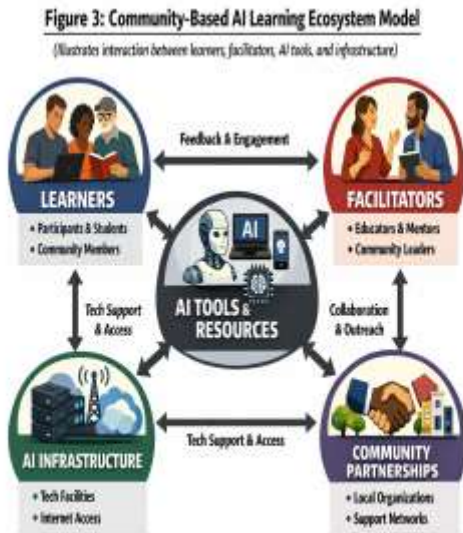 Figure 3: Community-Based AI Learning Ecosystem Model
(Illustrates interaction between learners, facilitators, AI tools, and infrastructure)
Feedback & Engagement
LEARNERS
• Participants & Students
• Community Members
FACILITATORS
• Educators & Mentors
• Community Leaders
AI
AI TOOLS &
RESOURCES
Tech Support
& Access
Collaboration
& Outreach
Tech Support & Access
AI INFRASTRUCTURE
• Tech Facilities
• Internet Access
COMMUNITY
PARTNERSHIPS
• Local Organizations
• Support Networks